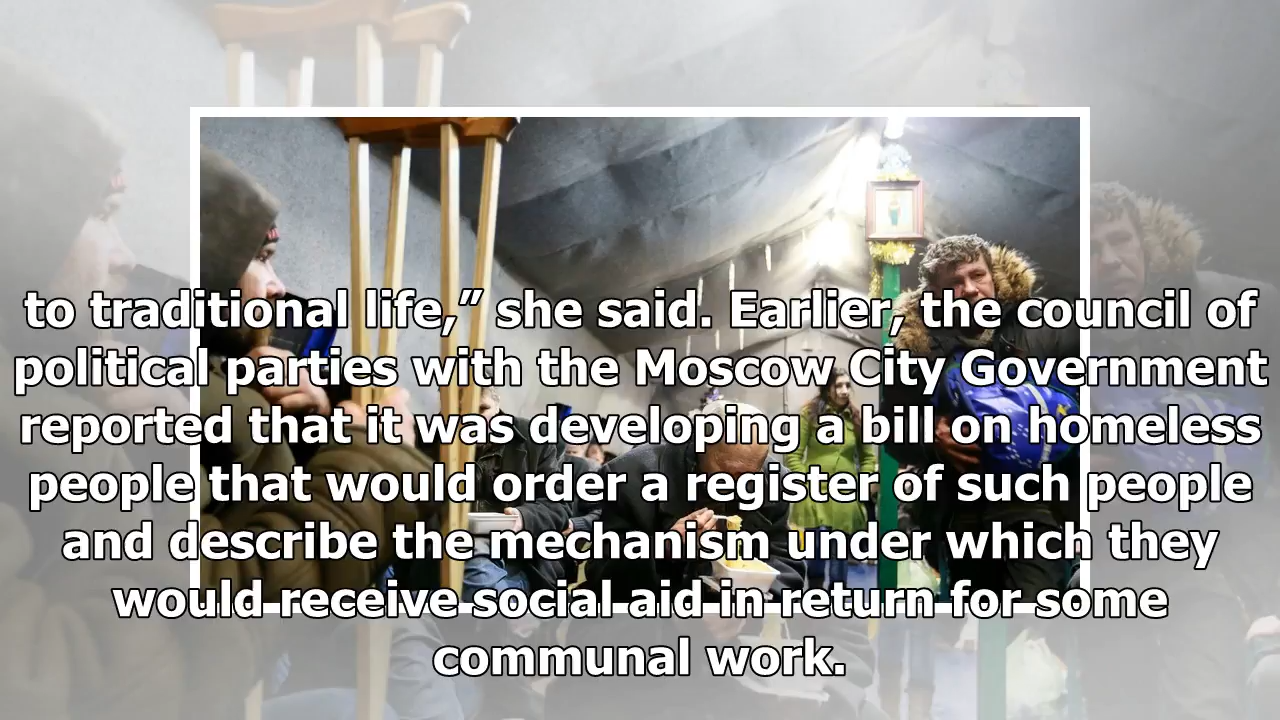 to traditional life,” she said. Earlier, the council of
political parties with the Moscow City Government
reported that it was developing a bill on homeless
people that would order a register of such people
and describe the mechanism under which they
would receive social aid in return for some
communal work.